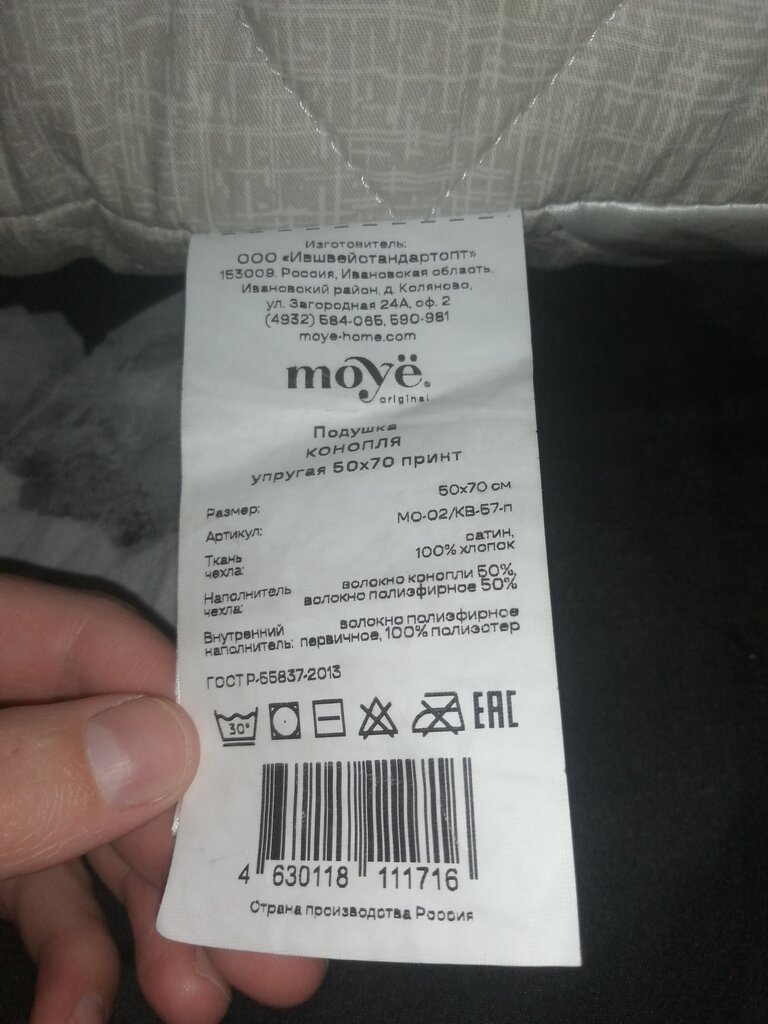 Изготовитель:
ООО «Ившвейстандартопт»
153009, Россия, Ивановская область,
Ивановский район, д. Коляново,
ул. Загородная 24А, оф. 2
(4932) 584-065, 590-981
moye-home.com
moyё®
original
Подушка
КОНОПЛЯ
упругая 50х70 принт
Размер: 50х70 см
Артикул: МО-02/КВ-57-п
Ткань чехла: сатин,
100% хлопок
Наполнитель чехла: волокно конопли 50%,
волокно полиэфирное 50%
Внутренний наполнитель: волокно полиэфирное
первичное, 100% полиэстер
ГОСТ Р-55837-2013
30° EAC
4 630118 111716
Страна производства Россия